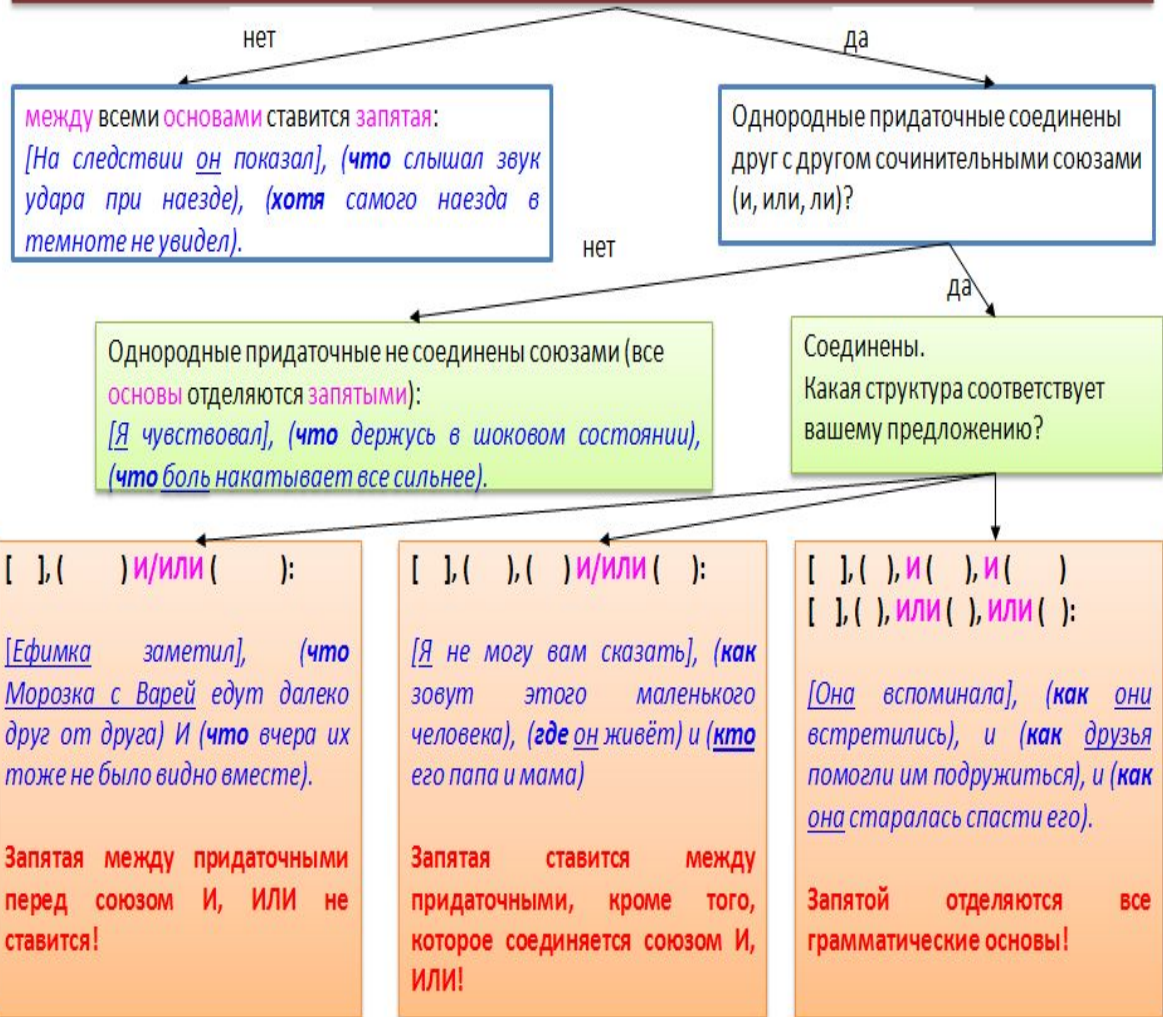 нет
да
между всеми основами ставится запятая:
[На следствии он показал], (что слышал звук
удара при наезде), (хотя самого наезда в
темноте не увидел).
Однородные придаточные соединены
друг с другом сочинительными союзами
(и, или, ли)?
нет
да
Однородные придаточные не соединены союзами (все
основы отделяются запятыми):
[Я чувствовал], (что держусь в шоковом состоянии),
(что боль накатывает все сильнее).
Соединены.
Какая структура соответствует
вашему предложению?
[ ], ( ) И/ИЛИ ( ):
[Ефимка заметил], (что
Морозка с Варей едут далеко
друг от друга) И (что вчера их
тоже не было видно вместе).
Запятая между придаточными
перед союзом И, ИЛИ не
ставится!
[ ], ( ), ( ) И/ИЛИ ( ):
[Я не могу вам сказать], (как
зовут этого маленького
человека), (где он живёт) и (кто
его папа и мама)
Запятая ставится между
придаточными, кроме того,
которое соединяется союзом И,
ИЛИ!
[ ], ( ), И ( ), И ( )
[ ], ( ), ИЛИ ( ), ИЛИ ( ):
[Она вспоминала], (как они
встретились), и (как друзья
помогли им подружиться), и (как
она старалась спасти его).
Запятой отделяются все
грамматические основы!